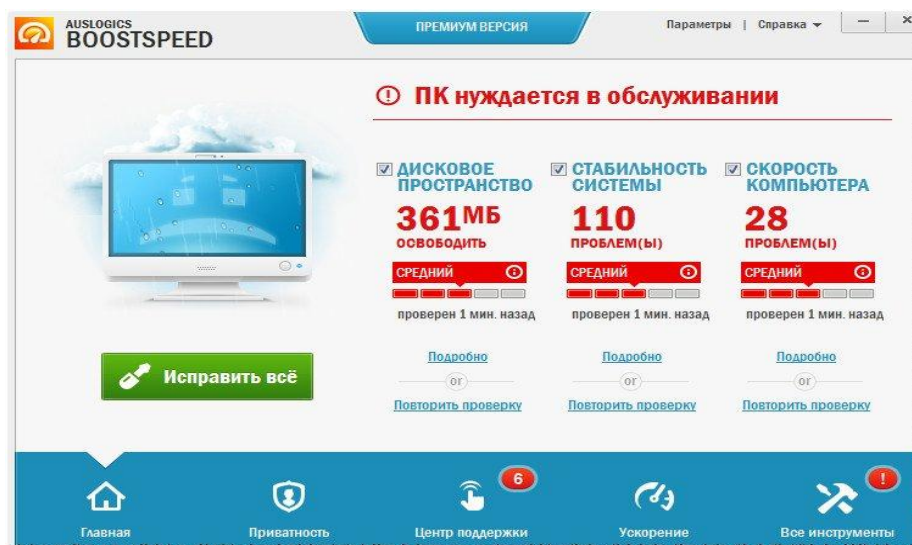 AUSLOGICS
BOOSTSPEED
ПРЕМИУМ ВЕРСИЯ
Параметры | Справка
ПК нуждается в обслуживании
ДИСКОВОЕ ПРОСТРАНСТВО
361МБ
ОСВОБОДИТЬ
СРЕДНИЙ
проверен 1 мин. назад
Подробно
or
Повторить проверку
СТАБИЛЬНОСТЬ СИСТЕМЫ
110
ПРОБЛЕМ(Ы)
СРЕДНИЙ
проверен 1 мин. назад
Подробно
or
Повторить проверку
СКОРОСТЬ КОМПЬЮТЕРА
28
ПРОБЛЕМ(Ы)
СРЕДНИЙ
проверен 1 мин. назад
Подробно
or
Повторить проверку
Исправить всё
Главная
Приватность
6
Центр поддержки
Ускорение
!
Все инструменты